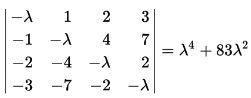 | −λ 1 2 3 |
| −1 −λ 4 7 |
| −2 −4 −λ 2 | = λ⁴ + 83λ²
| −3 −7 −2 −λ |